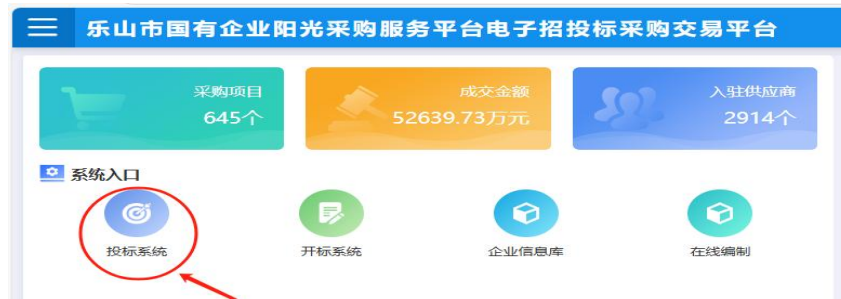 乐山市国有企业阳光采购服务平台电子招投标采购交易平台
采购项目
645个
成交金额
52639.73万元
入驻供应商
2914个
系统入口
投标系统
开标系统
企业信息库
在线编制